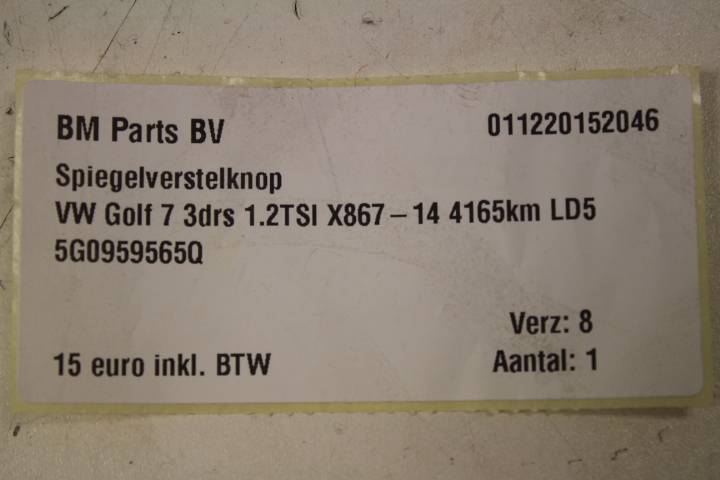 BM Parts BV 011220152046
Spiegelverstelknop
VW Golf 7 3drs 1.2TSI X867-14 4165km LD5
5G0959565Q
Verz: 8
15 euro inkl. BTW Aantal: 1